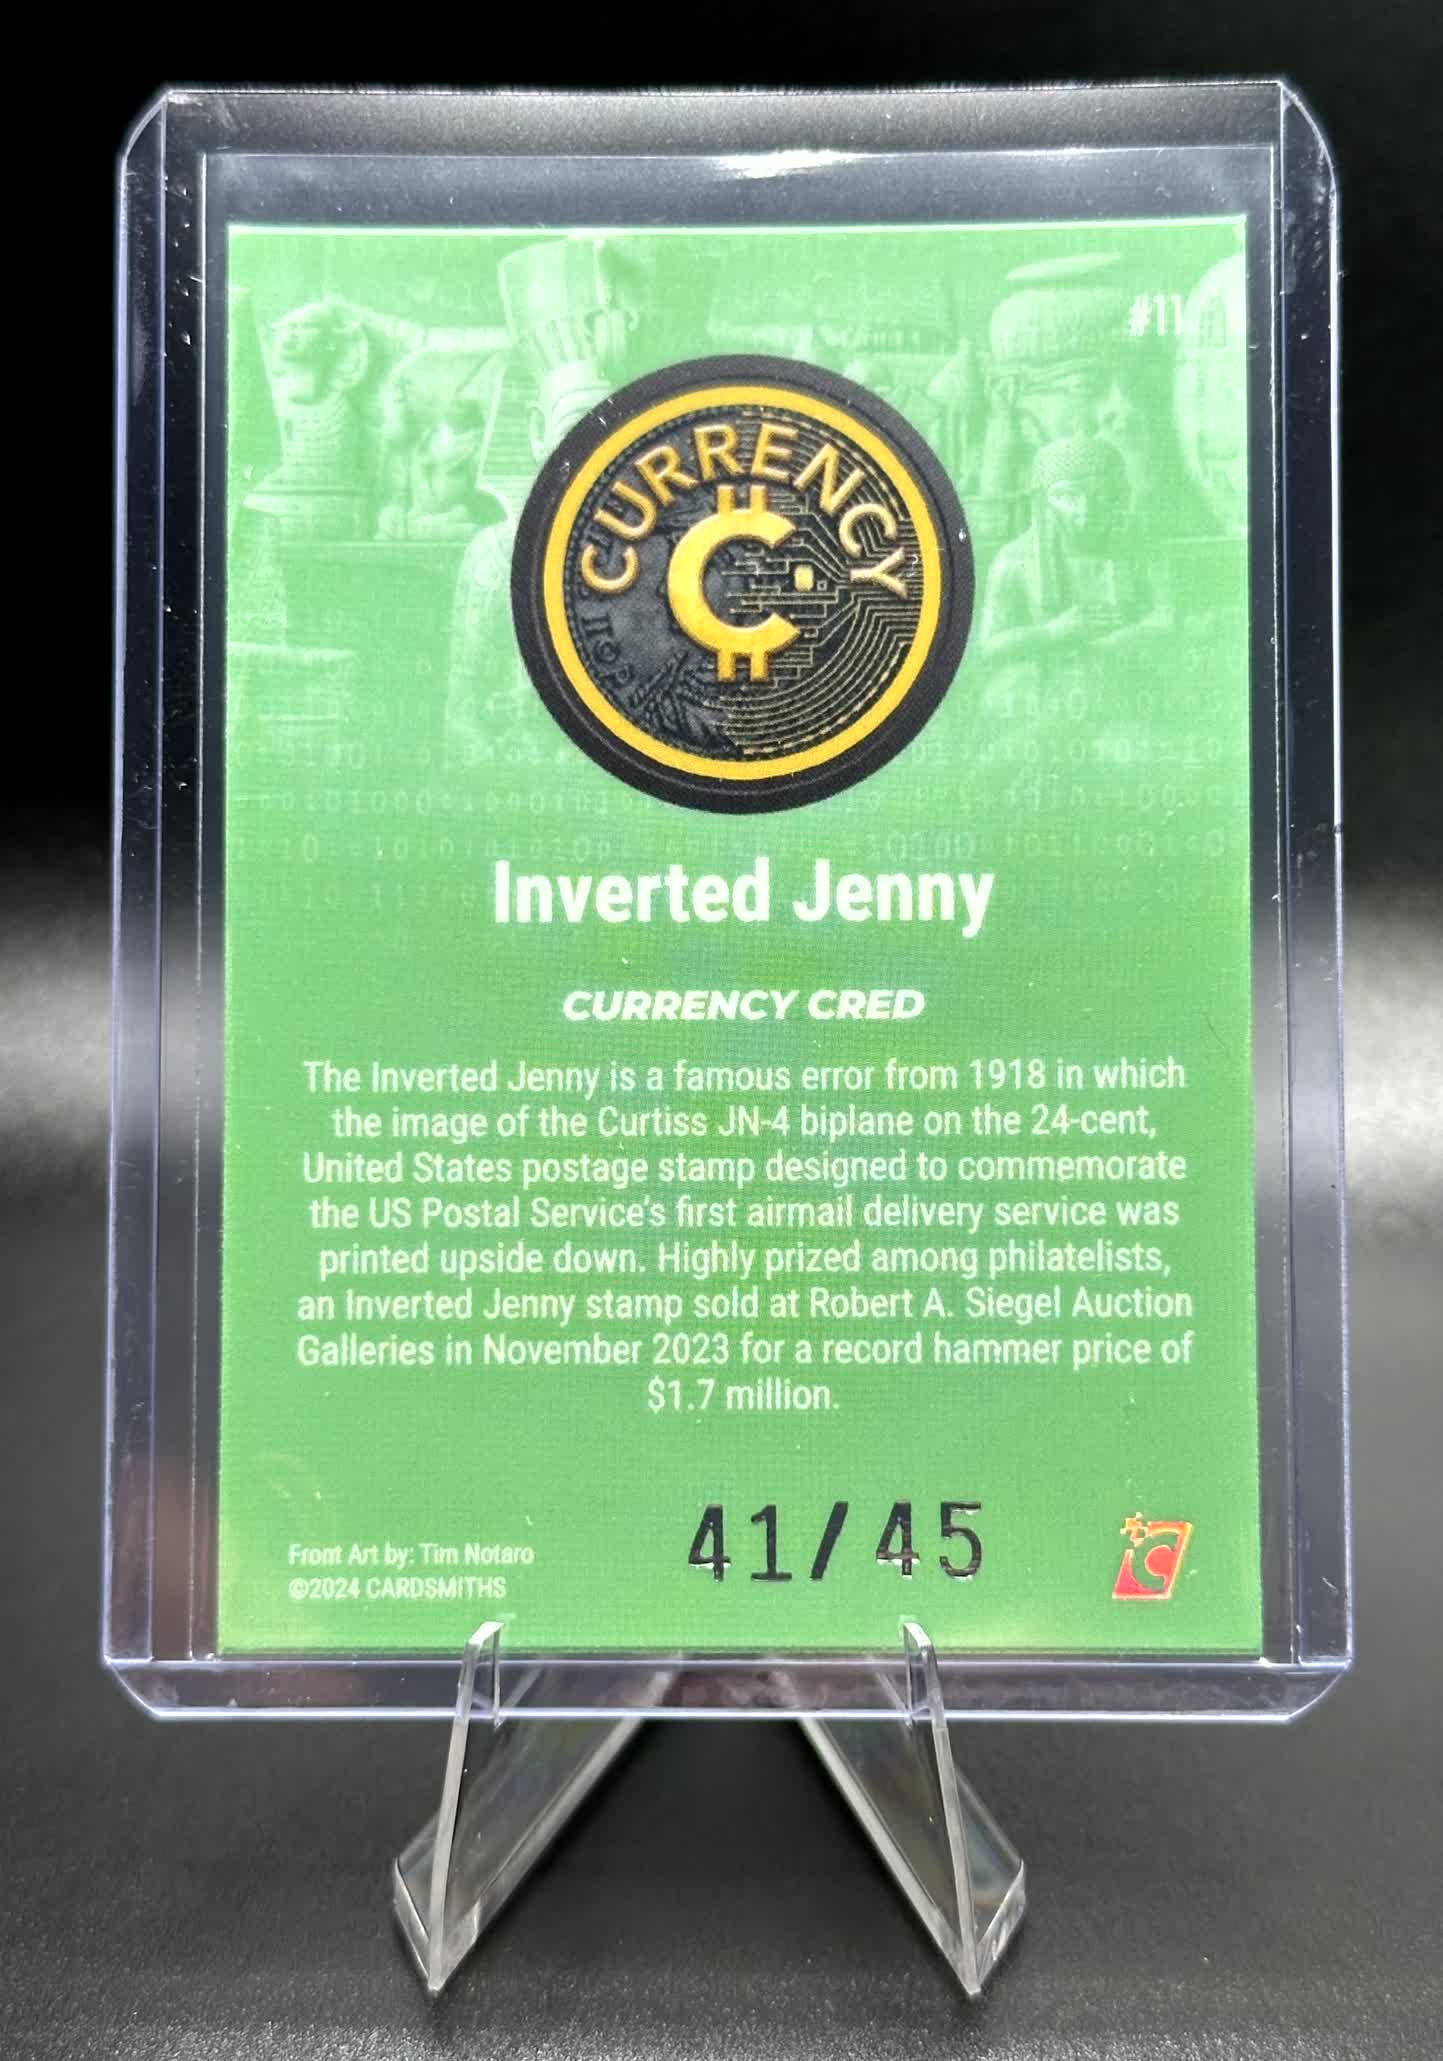 #11
CURRENCY
Inverted Jenny
CURRENCY CRED
The Inverted Jenny is a famous error from 1918 in which
the image of the Curtiss JN-4 biplane on the 24-cent,
United States postage stamp designed to commemorate
the US Postal Service's first airmail delivery service was
printed upside down. Highly prized among philatelists,
an Inverted Jenny stamp sold at Robert A. Siegel Auction
Galleries in November 2023 for a record hammer price of
$1.7 million.
41/45
Front Art by: Tim Notaro
©2024 CARDSMITHS